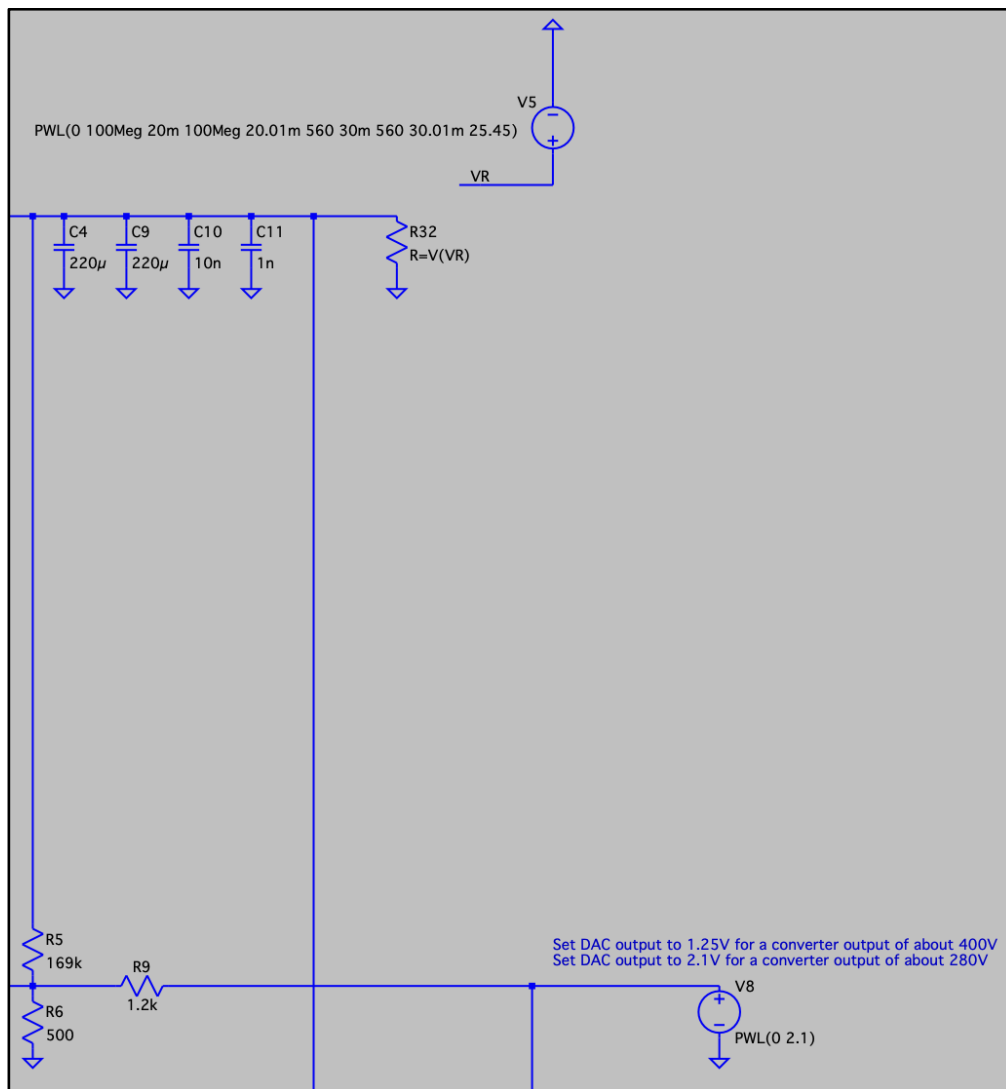 V5
PWL(0 100Meg 20m 100Meg 20.01m 560 30m 560 30.01m 25.45)
VR
C4
220µ
C9
220µ
C10
10n
C11
1n
R32
R=V(VR)
R5
169k
R9
1.2k
R6
500
Set DAC output to 1.25V for a converter output of about 400V
Set DAC output to 2.1V for a converter output of about 280V
V8
PWL(0 2.1)